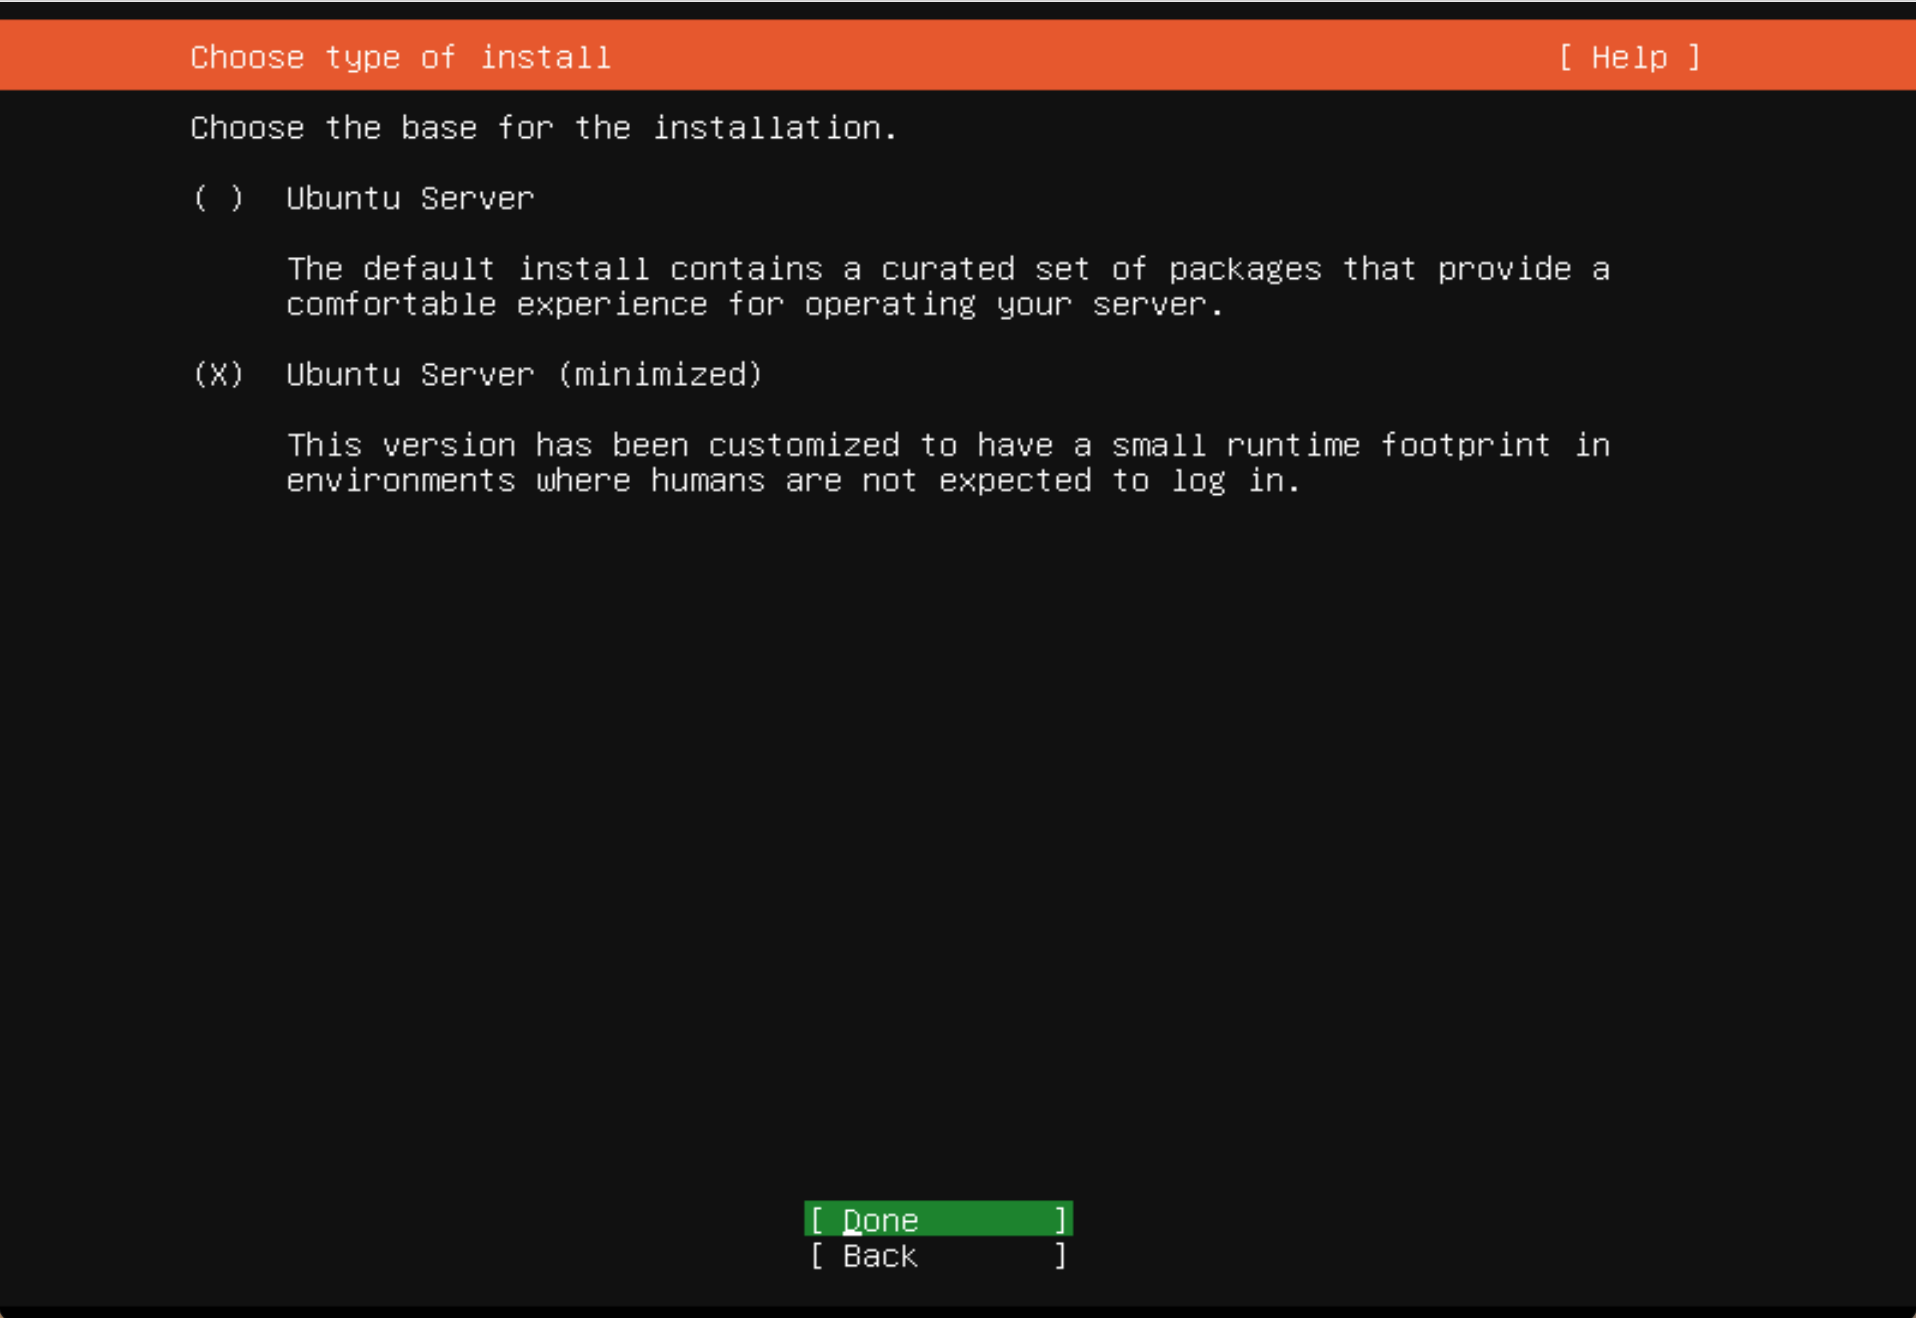 Choose type of install [ Help ]
Choose the base for the installation.
( ) Ubuntu Server
The default install contains a curated set of packages that provide a
comfortable experience for operating your server.
(X) Ubuntu Server (minimized)
This version has been customized to have a small runtime footprint in
environments where humans are not expected to log in.
[ Done ]
[ Back ]